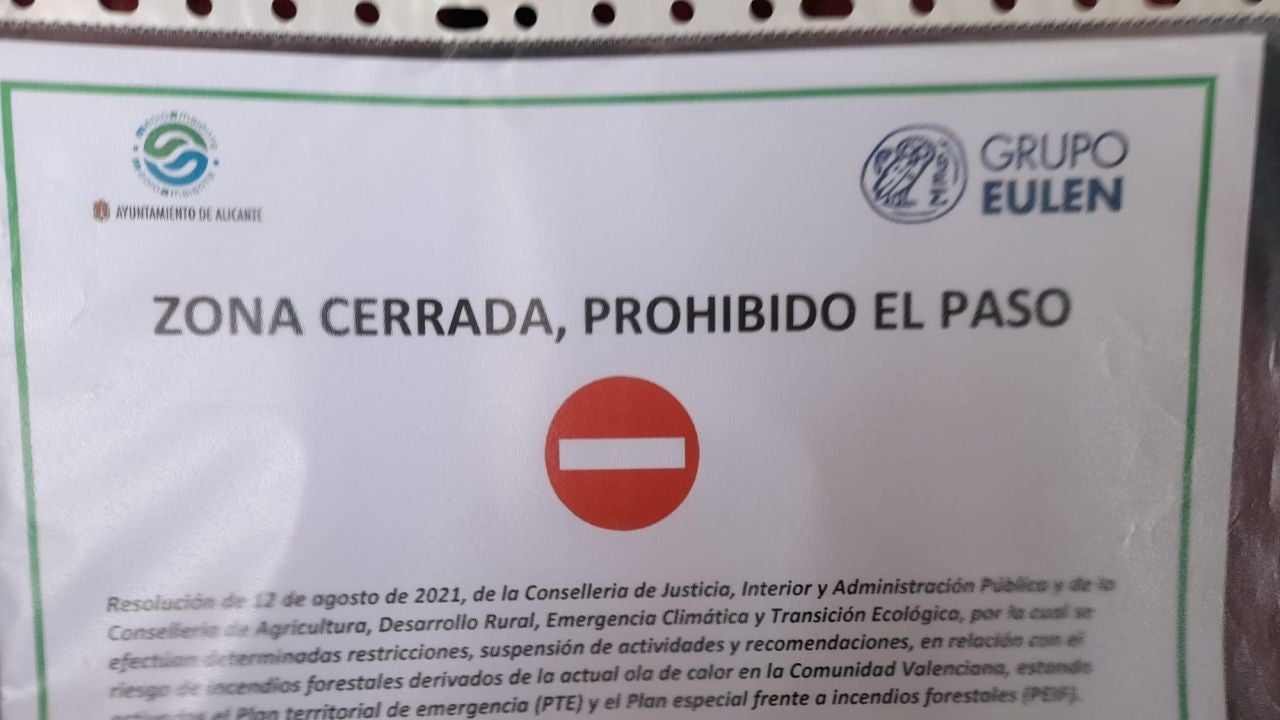 medio ambiente
AYUNTAMIENTO DE ALICANTE
GRUPO
EULEN
ZONA CERRADA, PROHIBIDO EL PASO
Resolución de 12 de agosto de 2021, de la Conselleria de Justicia, Interior y Administración Pública y de la
Conselleria de Agricultura, Desarrollo Rural, Emergencia Climática y Transición Ecológica, por la cual se
efectúan determinadas restricciones, suspensión de actividades y recomendaciones, en relación con el
riesgo de incendios forestales derivados de la actual ola de calor en la Comunidad Valenciana, estando
el Plan territorial de emergencia (PTE) y el Plan especial frente a incendios forestales (PEIF).